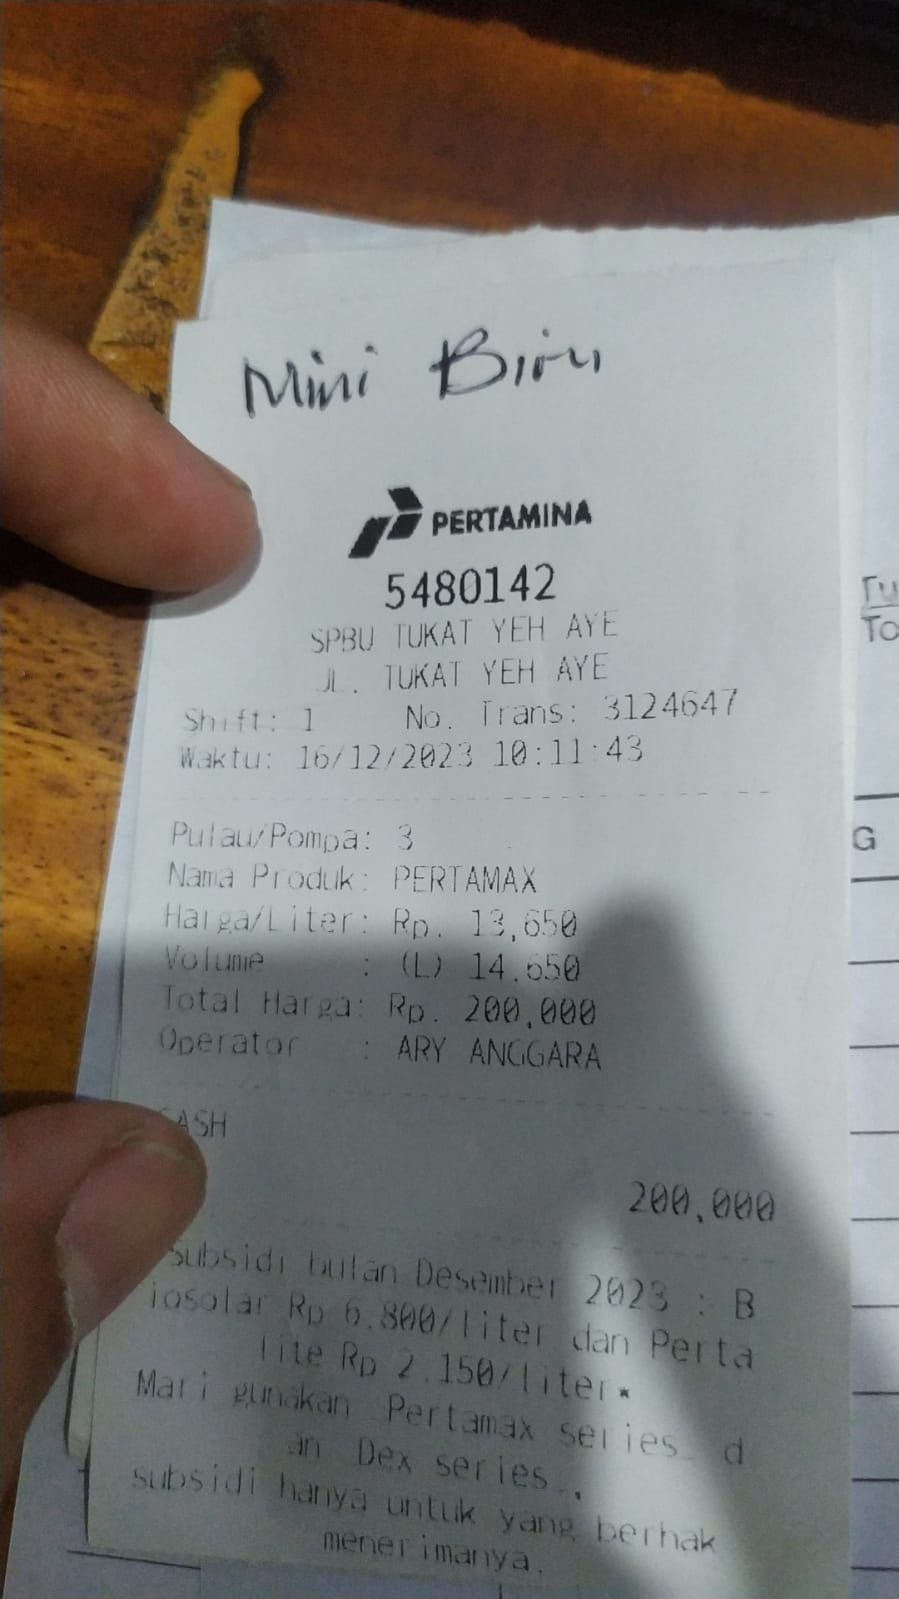 Mini Biru
PERTAMINA
5480142
SPBU TUKAT YEH AYE
JL. TUKAT YEH AYE
Shift: 1 No. Trans: 3124647
Waktu: 16/12/2023 10:11:43
Pulau/Pompa: 3
Nama Produk: PERTAMAX
Harga/Liter: Rp. 13,650
Volume : (L) 14.650
Total Harga: Rp. 200,000
Operator : ARY ANGGARA
CASH
200,000
Subsidi bulan Desember 2023 : B
iosolar Rp 6.800/liter dan Perta
lite Rp 2.150/liter*
Mari gunakan Pertamax series d
an Dex series.
subsidi hanya untuk yang berhak
menerimanya.
G